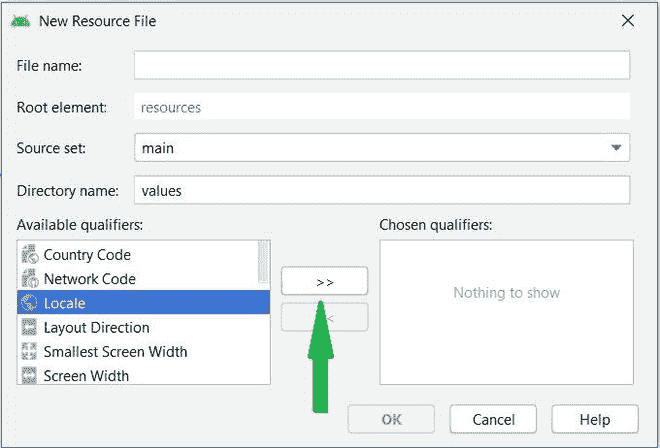 New Resource File
File name:
Root element: resources
Source set: main
Directory name: values
Available qualifiers:
Chosen qualifiers:
Country Code
Network Code
Locale
Layout Direction
Smallest Screen Width
Screen Width
>>
Nothing to show
OK
Cancel
Help